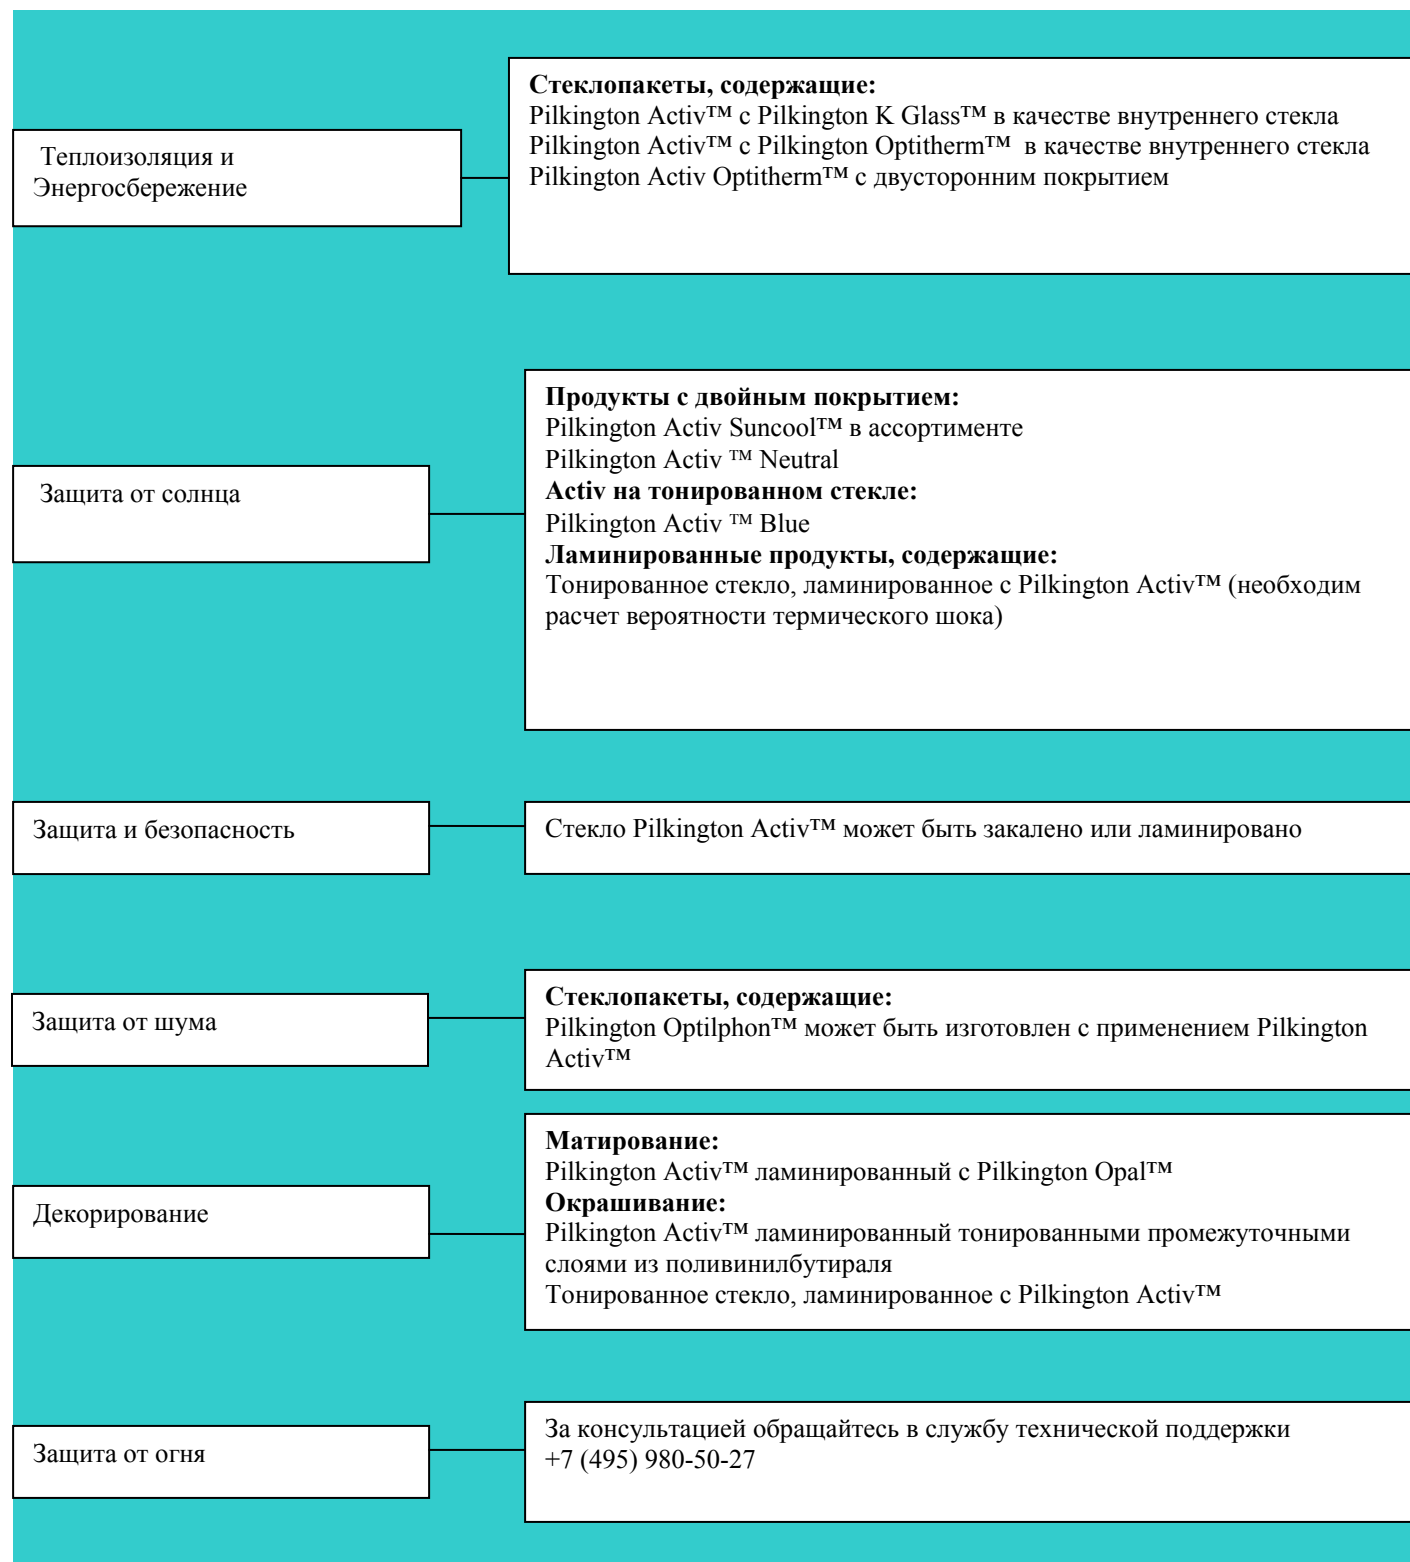 Теплоизоляция и
Энергосбережение
Стеклопакеты, содержащие:
Pilkington Activ™ с Pilkington K Glass™ в качестве внутреннего стекла
Pilkington Activ™ с Pilkington Optitherm™ в качестве внутреннего стекла
Pilkington Activ Optitherm™ с двусторонним покрытием
Защита от солнца
Продукты с двойным покрытием:
Pilkington Activ Suncool™ в ассортименте
Pilkington Activ ™ Neutral
Activ на тонированном стекле:
Pilkington Activ ™ Blue
Ламинированные продукты, содержащие:
Тонированное стекло, ламинированное с Pilkington Activ™ (необходим
расчет вероятности термического шока)
Защита и безопасность
Стекло Pilkington Activ™ может быть закалено или ламинировано
Защита от шума
Стеклопакеты, содержащие:
Pilkington Optilphon™ может быть изготовлен с применением Pilkington
Activ™
Декорирование
Матирование:
Pilkington Activ™ ламинированный с Pilkington Opal™
Окрашивание:
Pilkington Activ™ ламинированный тонированными промежуточными
слоями из поливинилбутираля
Тонированное стекло, ламинированное с Pilkington Activ™
Защита от огня
За консультацией обращайтесь в службу технической поддержки
+7 (495) 980-50-27